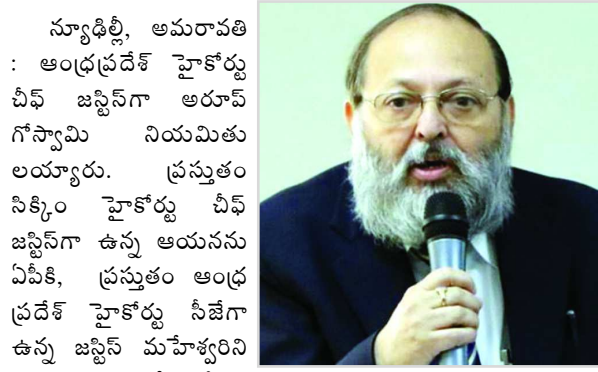 న్యూఢిల్లీ, అమరావతి
: ఆంధ్రప్రదేశ్ హైకోర్టు
చీఫ్ జస్టిస్‌గా అరూప్
గోస్వామి నియమితు
లయ్యారు. ప్రస్తుతం
సిక్కిం హైకోర్టు చీఫ్
జస్టిస్‌గా ఉన్న ఆయనను
ఏపీకి, ప్రస్తుతం ఆంధ్ర
ప్రదేశ్ హైకోర్టు సీజేగా
ఉన్న జస్టిస్ మహేశ్వరిని